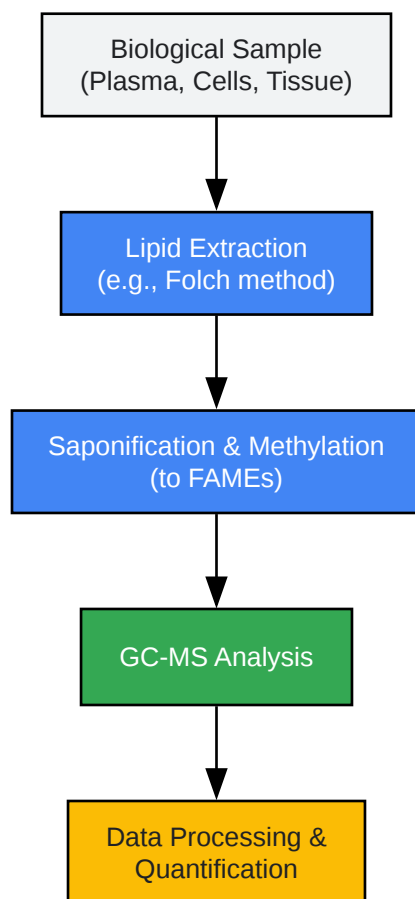 Biological Sample
(Plasma, Cells, Tissue)
Lipid Extraction
(e.g., Folch method)
Saponification & Methylation
(to FAMEs)
GC-MS Analysis
Data Processing &
Quantification